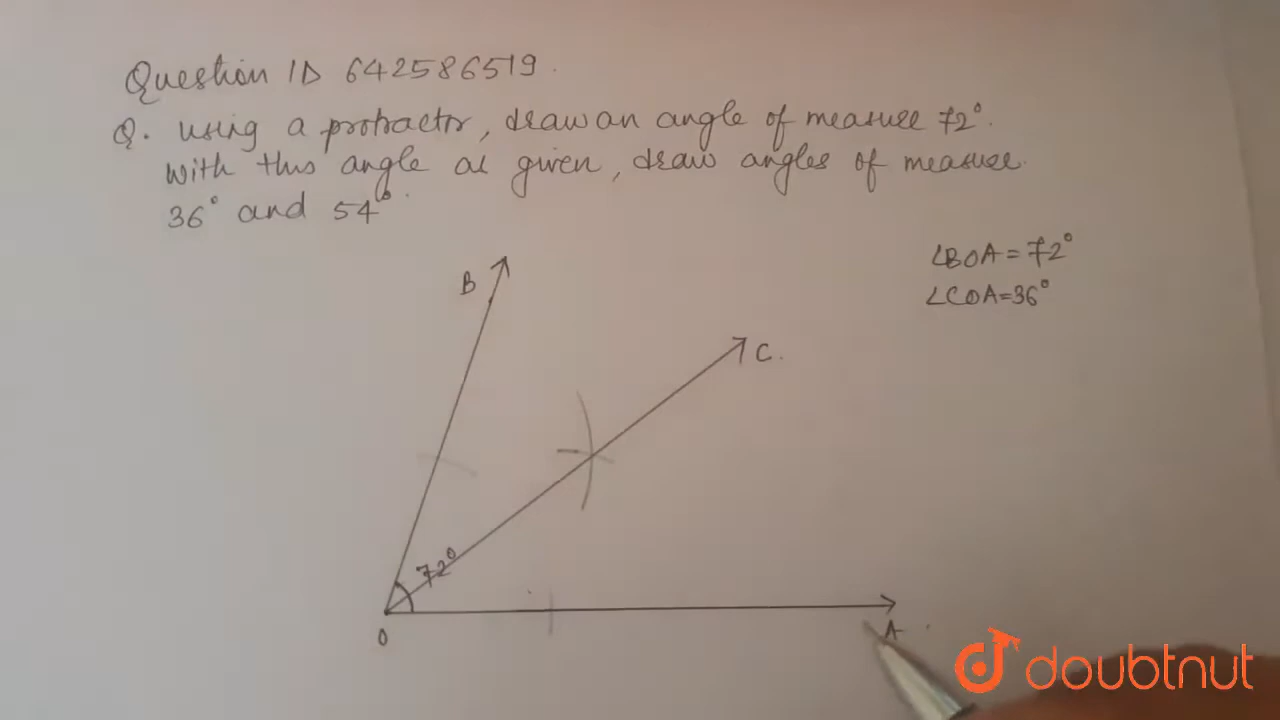 Question ID 642586519.
Q. using a protractor, draw an angle of measure 72°.
With this angle as given, draw angles of measure
36° and 54°.
∠BOA = 72°
∠COA = 36°
B
C.
72°
O
A
doubtnut